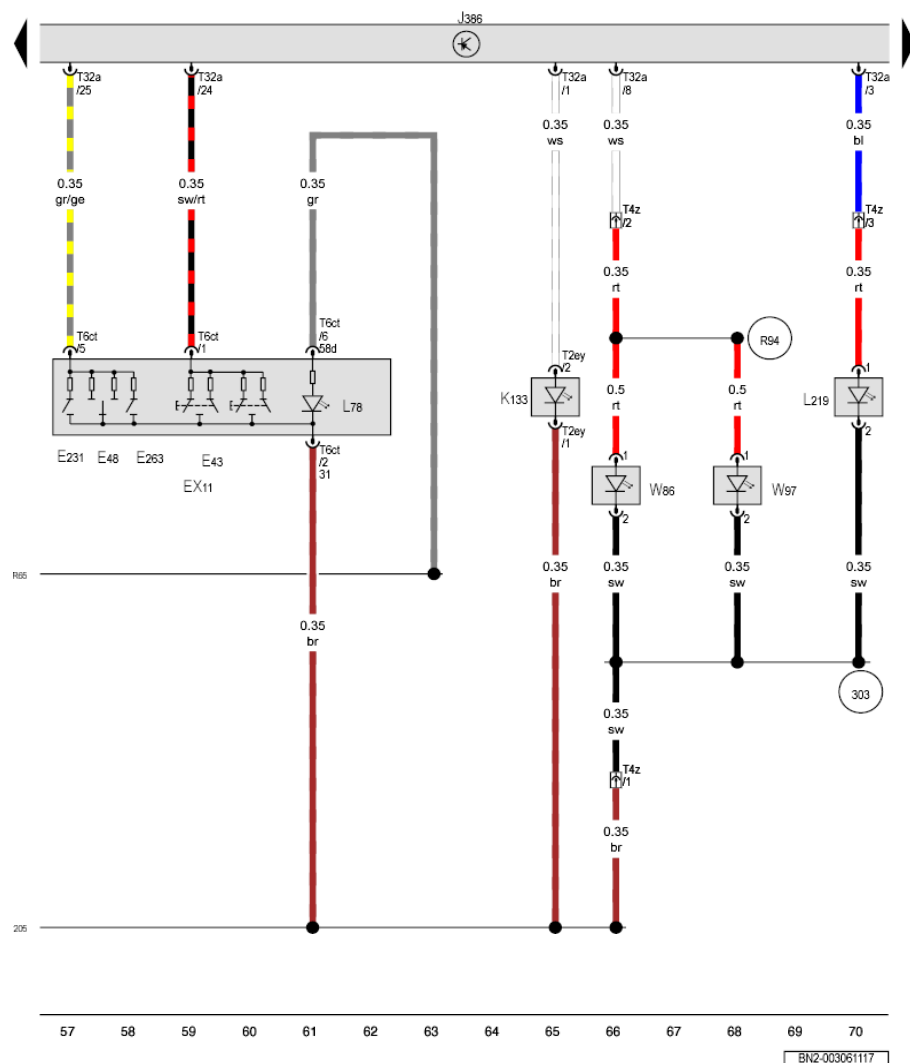 J386
T32a
/25
T32a
/24
T32a
/1
T32a
/8
T32a
/3
0.35
ws
0.35
ws
0.35
bl
0.35
gr/ge
0.35
sw/rt
0.35
gr
T4z
/2
T4z
/3
0.35
rt
0.35
rt
T6ct
/5
T6ct
/1
T6ct
/6
58d
R94
T2ey
/2
1
0.5
rt
0.5
rt
K133
L219
L78
T2ey
/1
2
T6ct
/2
31
E231 E48 E263 E43
EX11
1
1
W86
W97
2
2
R65
0.35
br
0.35
sw
0.35
sw
0.35
sw
0.35
br
303
0.35
sw
T4z
/1
0.35
br
205
57 58 59 60 61 62 63 64 65 66 67 68 69 70
BN2-003061117